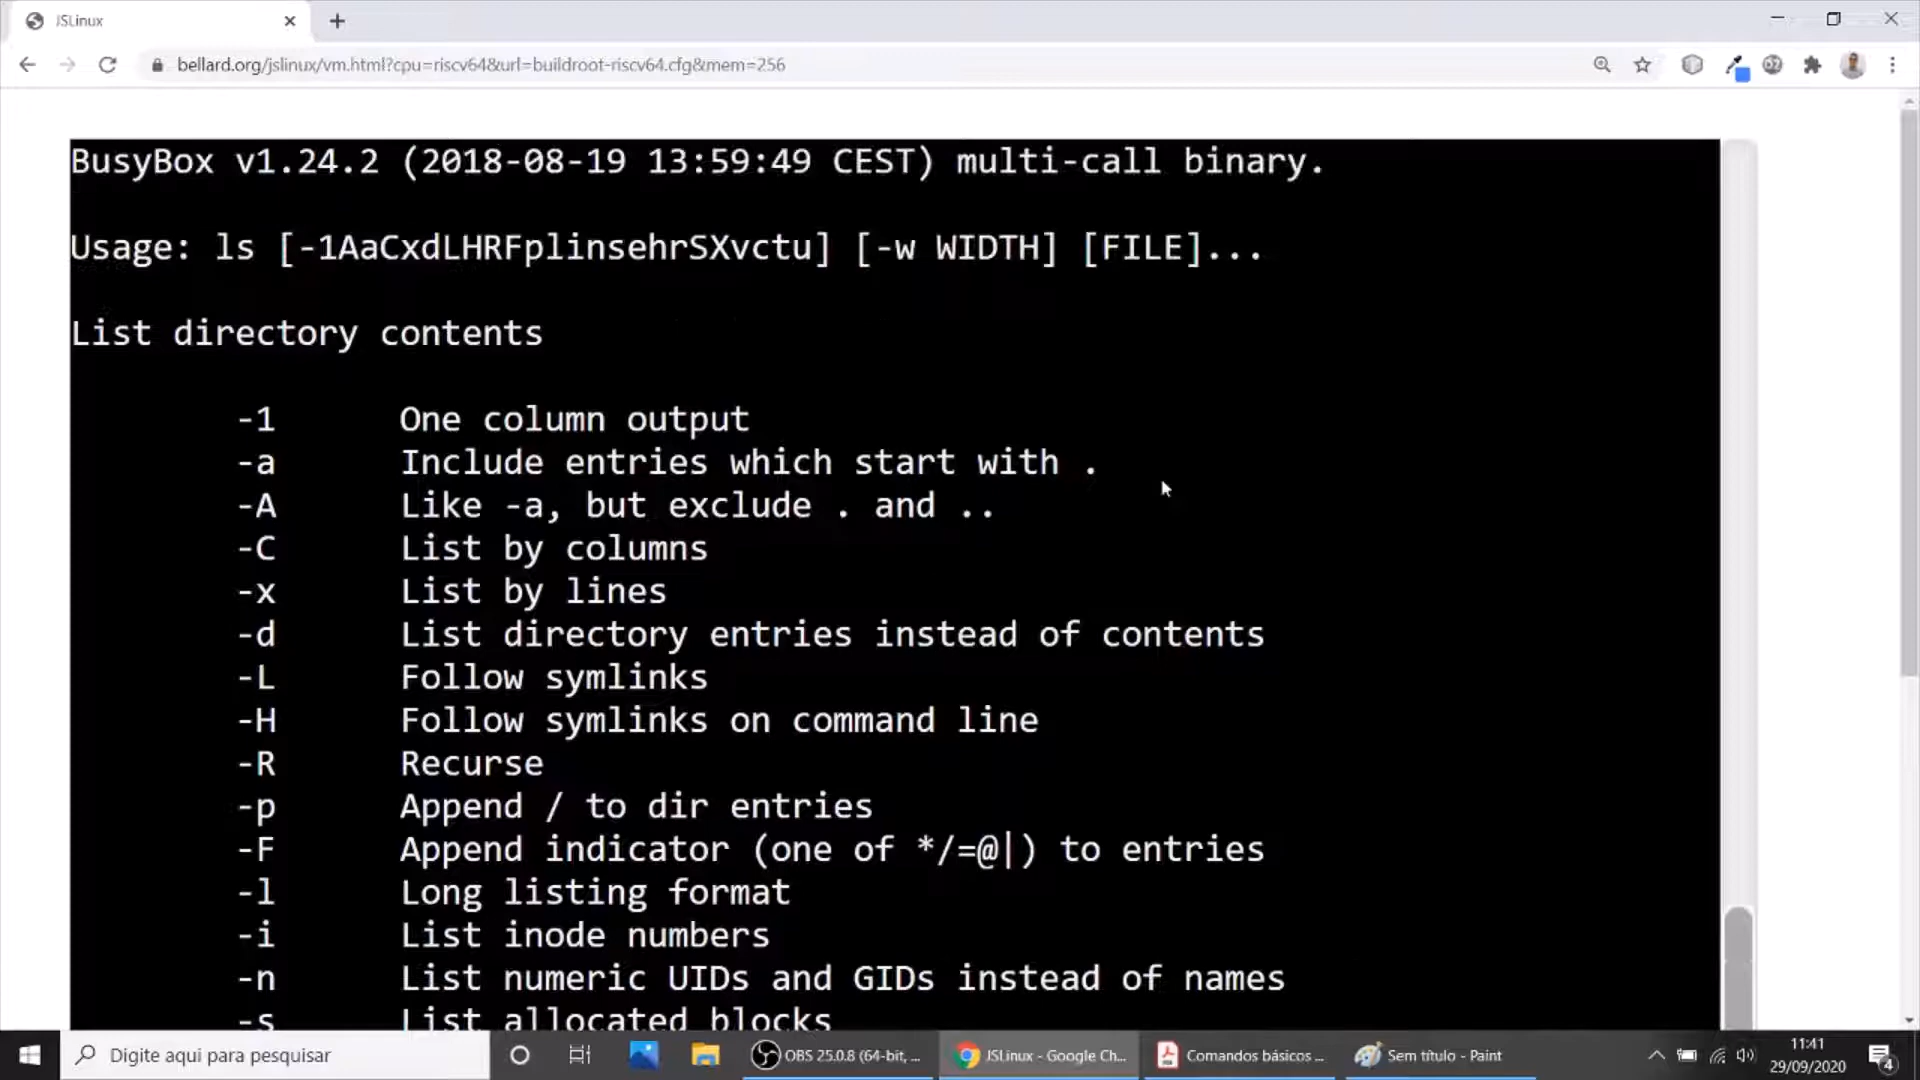 JSLinux
bellard.org/jslinux/vm.html?cpu=riscv64&url=buildroot-riscv64.cfg&mem=256
BusyBox v1.24.2 (2018-08-19 13:59:49 CEST) multi-call binary.
Usage: ls [-1AaCxdLHRFplinsehrSXvctu] [-w WIDTH] [FILE]...
List directory contents
-1 One column output
-a Include entries which start with .
-A Like -a, but exclude . and ..
-C List by columns
-x List by lines
-d List directory entries instead of contents
-L Follow symlinks
-H Follow symlinks on command line
-R Recurse
-p Append / to dir entries
-F Append indicator (one of */=@|) to entries
-l Long listing format
-i List inode numbers
-n List numeric UIDs and GIDs instead of names
-s List allocated blocks
Digite aqui para pesquisar
OBS 25.0.8 (64-bit, ...
JSLinux - Google Ch...
Comandos básicos ...
Sem título - Paint
11:41
29/09/2020
4